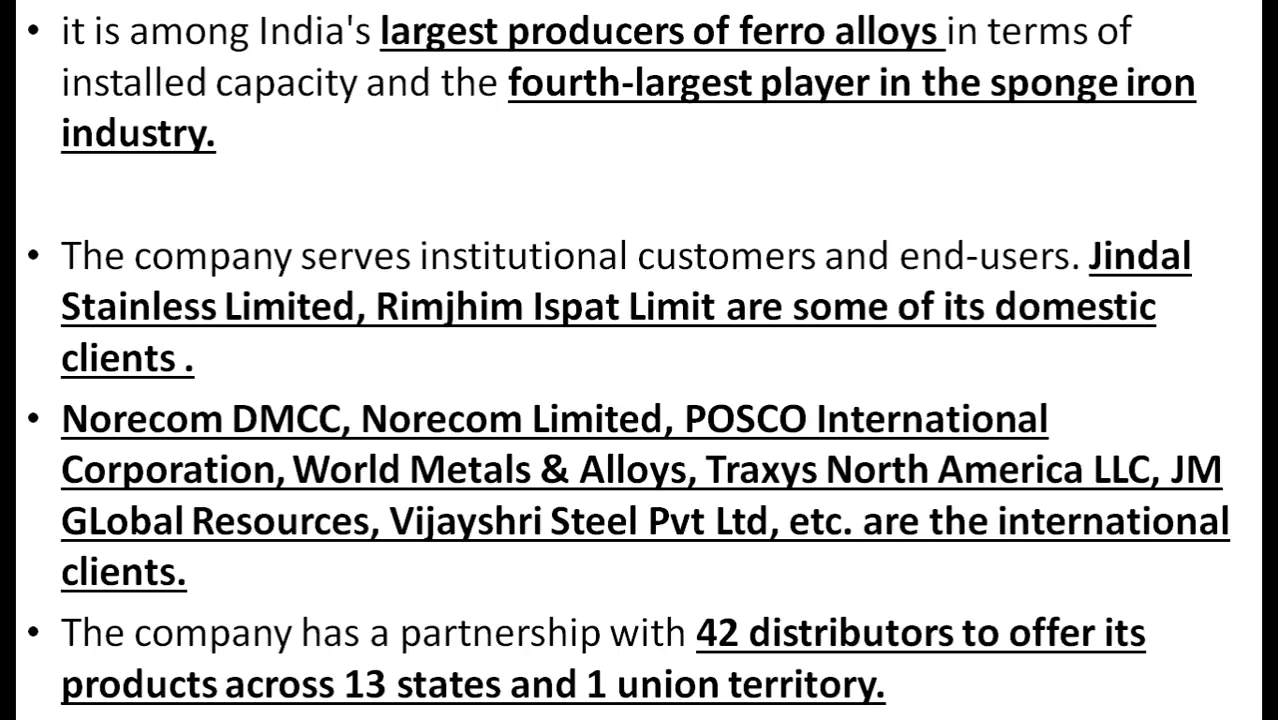 • it is among India's largest producers of ferro alloys in terms of
installed capacity and the fourth-largest player in the sponge iron
industry.
• The company serves institutional customers and end-users. Jindal
Stainless Limited, Rimjhim Ispat Limit are some of its domestic
clients .
• Norecom DMCC, Norecom Limited, POSCO International
Corporation, World Metals & Alloys, Traxys North America LLC, JM
GLobal Resources, Vijayshri Steel Pvt Ltd, etc. are the international
clients.
• The company has a partnership with 42 distributors to offer its
products across 13 states and 1 union territory.